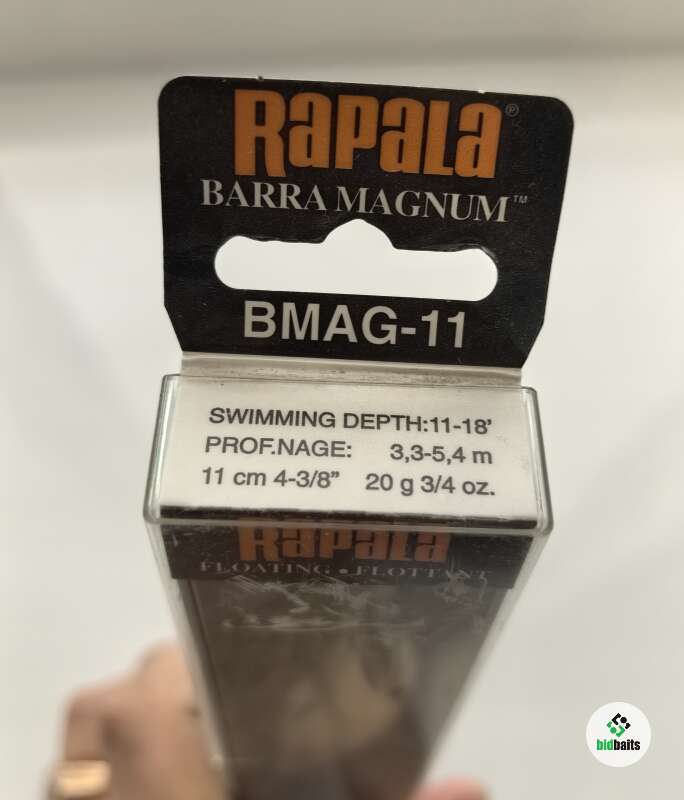 Rapala®
BARRA MAGNUM™
BMAG-11
SWIMMING DEPTH:11-18'
PROF.NAGE: 3,3-5,4 m
11 cm 4-3/8" 20 g 3/4 oz.
Rapala
FLOATING • FLOTTANT
bidbaits